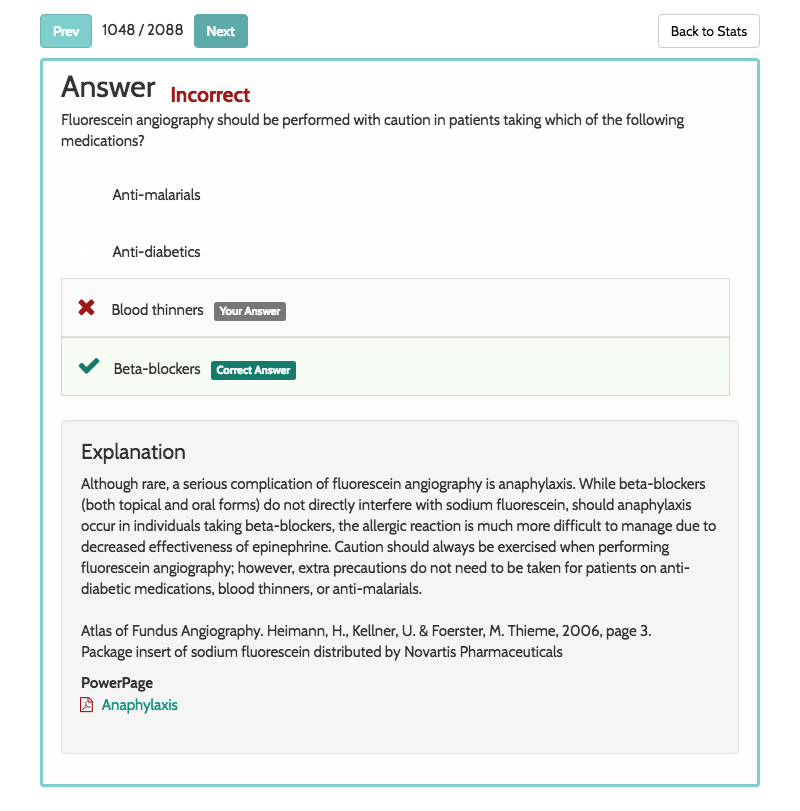 Prev 1048 / 2088 Next Back to Stats
Answer Incorrect
Fluorescein angiography should be performed with caution in patients taking which of the following
medications?
Anti-malarials
Anti-diabetics
Blood thinners Your Answer
Beta-blockers Correct Answer
Explanation
Although rare, a serious complication of fluorescein angiography is anaphylaxis. While beta-blockers
(both topical and oral forms) do not directly interfere with sodium fluorescein, should anaphylaxis
occur in individuals taking beta-blockers, the allergic reaction is much more difficult to manage due to
decreased effectiveness of epinephrine. Caution should always be exercised when performing
fluorescein angiography; however, extra precautions do not need to be taken for patients on anti-
diabetic medications, blood thinners, or anti-malarials.
Atlas of Fundus Angiography. Heimann, H., Kellner, U. & Foerster, M. Thieme, 2006, page 3.
Package insert of sodium fluorescein distributed by Novartis Pharmaceuticals
PowerPage
Anaphylaxis